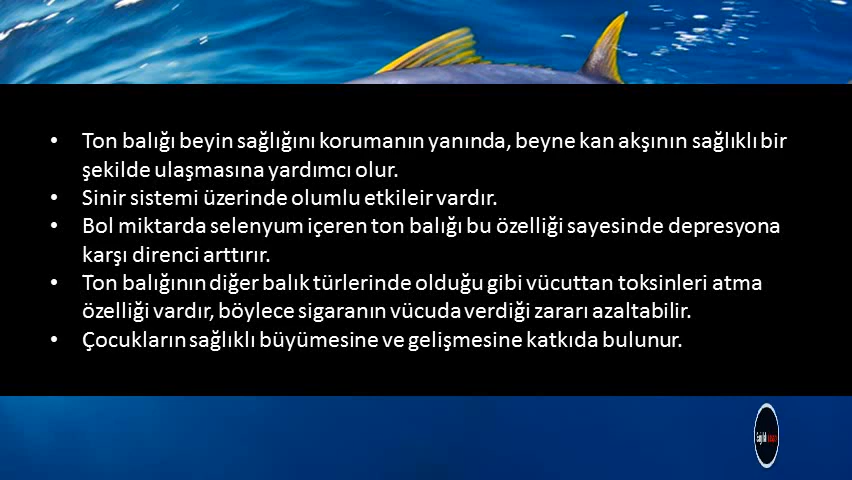 • Ton balığı beyin sağlığını korumanın yanında, beyne kan akşının sağlıklı bir
şekilde ulaşmasına yardımcı olur.
• Sinir sistemi üzerinde olumlu etkileir vardır.
• Bol miktarda selenyum içeren ton balığı bu özelliği sayesinde depresyona
karşı direnci arttırır.
• Ton balığının diğer balık türlerinde olduğu gibi vücuttan toksinleri atma
özelliği vardır, böylece sigaranın vücuda verdiği zararı azaltabilir.
• Çocukların sağlıklı büyümesine ve gelişmesine katkıda bulunur.